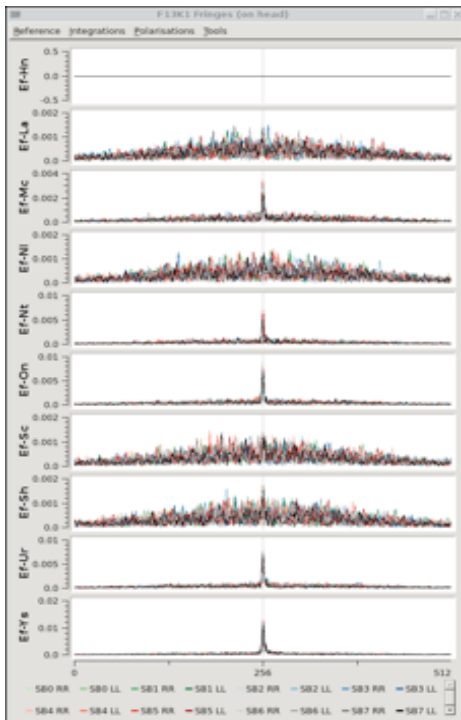 F13K1 Fringes (on head)
Reference Integrations Polarisations Tools
Ef-Hn
0.5
0.0
-0.5
Ef-La
0.002
0.001
0.0
Ef-Mc
0.004
0.002
0.0
Ef-Nl
0.002
0.001
0.0
Ef-Nt
0.01
0.005
0.0
Ef-On
0.01
0.005
0.0
Ef-Sc
0.002
0.001
0.0
Ef-Sh
0.002
0.001
0.0
Ef-Ur
0.01
0.005
0.0
Ef-Ys
0.02
0.01
0.0
0 256 512
SB0 RR SB0 LL SB1 RR SB1 LL SB2 RR SB2 LL SB3 RR SB3 LL
SB4 RR SB4 LL SB5 RR SB5 LL SB6 RR SB6 LL SB7 RR SB7 LL